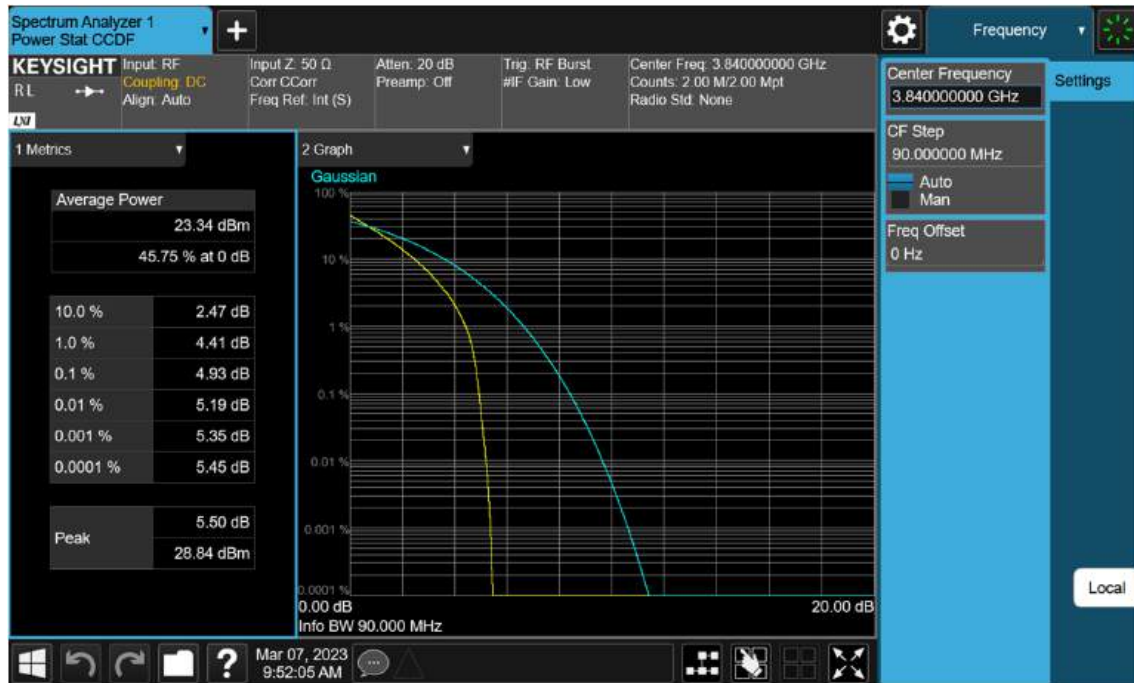 Spectrum Analyzer 1
Power Stat CCDF
+
Frequency
KEYSIGHT
RL
LXI
Input: RF
Coupling: DC
Align: Auto
Input Z: 50 Ω
Corr CCorr
Freq Ref: Int (S)
Atten: 20 dB
Preamp: Off
Trig: RF Burst
#IF Gain: Low
Center Freq: 3.840000000 GHz
Counts: 2.00 M/2.00 Mpt
Radio Std: None
Center Frequency
3.840000000 GHz
Settings
CF Step
90.000000 MHz
Auto
Man
Freq Offset
0 Hz
1 Metrics
Average Power
23.34 dBm
45.75 % at 0 dB
10.0 % 2.47 dB
1.0 % 4.41 dB
0.1 % 4.93 dB
0.01 % 5.19 dB
0.001 % 5.35 dB
0.0001 % 5.45 dB
Peak
5.50 dB
28.84 dBm
2 Graph
Gaussian
100 %
10 %
1 %
0.1 %
0.01 %
0.001 %
0.0001 %
0.00 dB 20.00 dB
Info BW 90.000 MHz
Local
?
Mar 07, 2023
9:52:05 AM